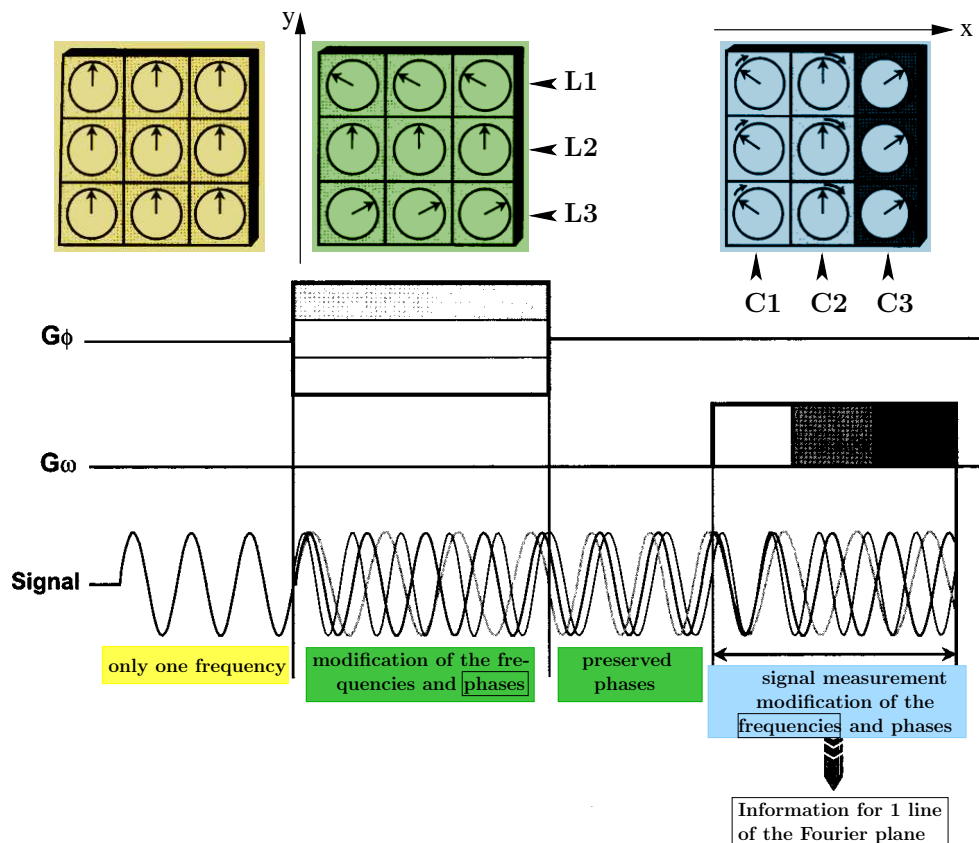 y
x
L1
L2
L3
C1 C2 C3
Gϕ
Gω
Signal
only one frequency
modification of the fre-
quencies and phases
preserved
phases
signal measurement
modification of the
frequencies and phases
Information for 1 line
of the Fourier plane